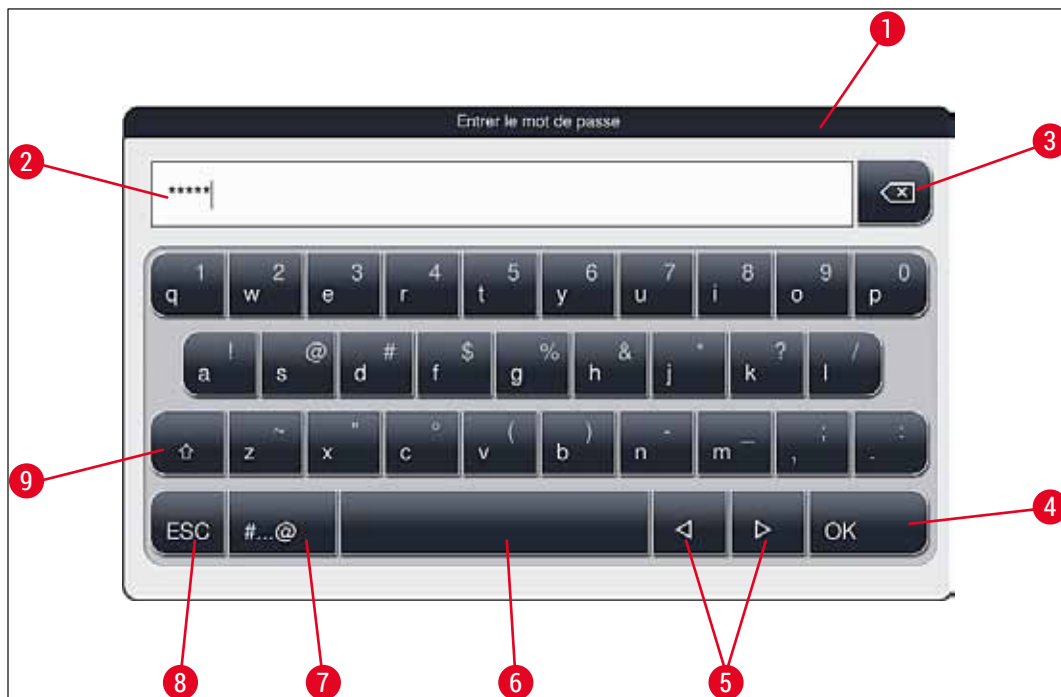 1
Entrer le mot de passe
2 ***** 3
1 2 3 4 5 6 7 8 9 0
q w e r t y u i o p
! @ # $ % & * ? /
a s d f g h j k l
~ " ° ( ) - _ ; :
z x c v b n m , .
9
ESC #...@ OK 4
8 7 6 5